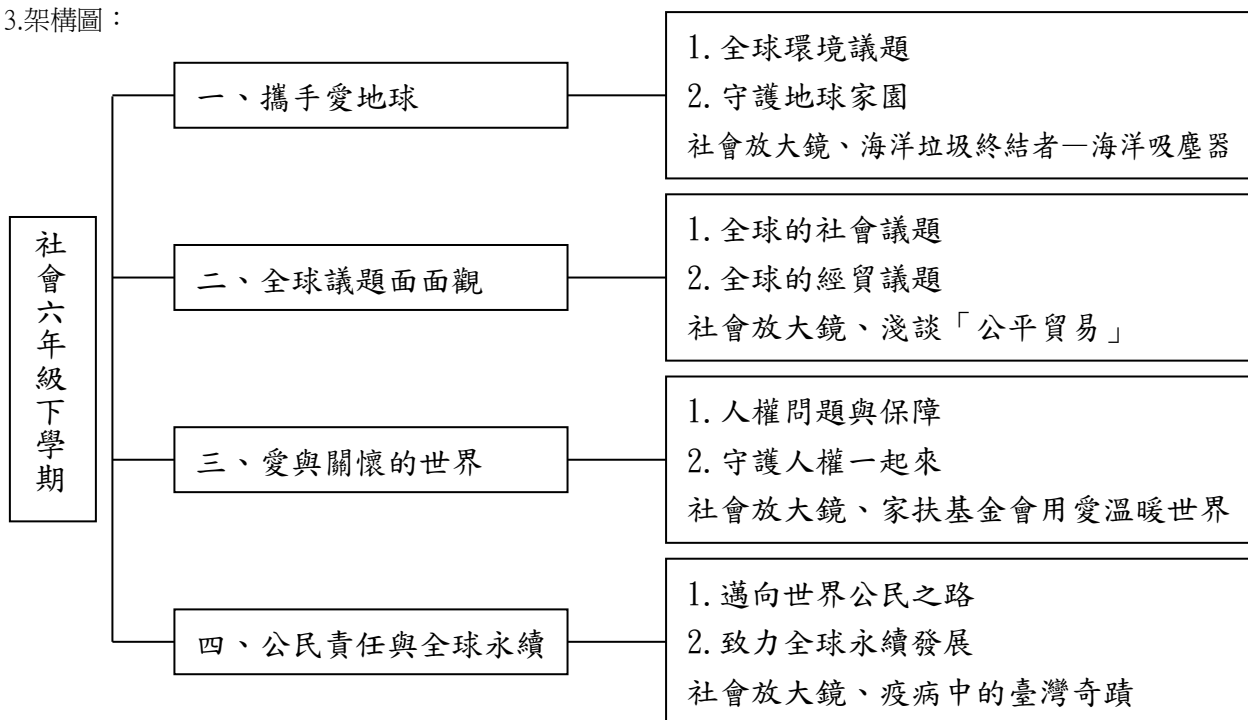 3.架構圖：
社會六年級下學期
一、攜手愛地球
1.全球環境議題
2.守護地球家園
社會放大鏡、海洋垃圾終結者—海洋吸塵器
二、全球議題面面觀
1.全球的社會議題
2.全球的經貿議題
社會放大鏡、淺談「公平貿易」
三、愛與關懷的世界
1.人權問題與保障
2.守護人權一起來
社會放大鏡、家扶基金會用愛溫暖世界
四、公民責任與全球永續
1.邁向世界公民之路
2.致力全球永續發展
社會放大鏡、疫病中的臺灣奇蹟